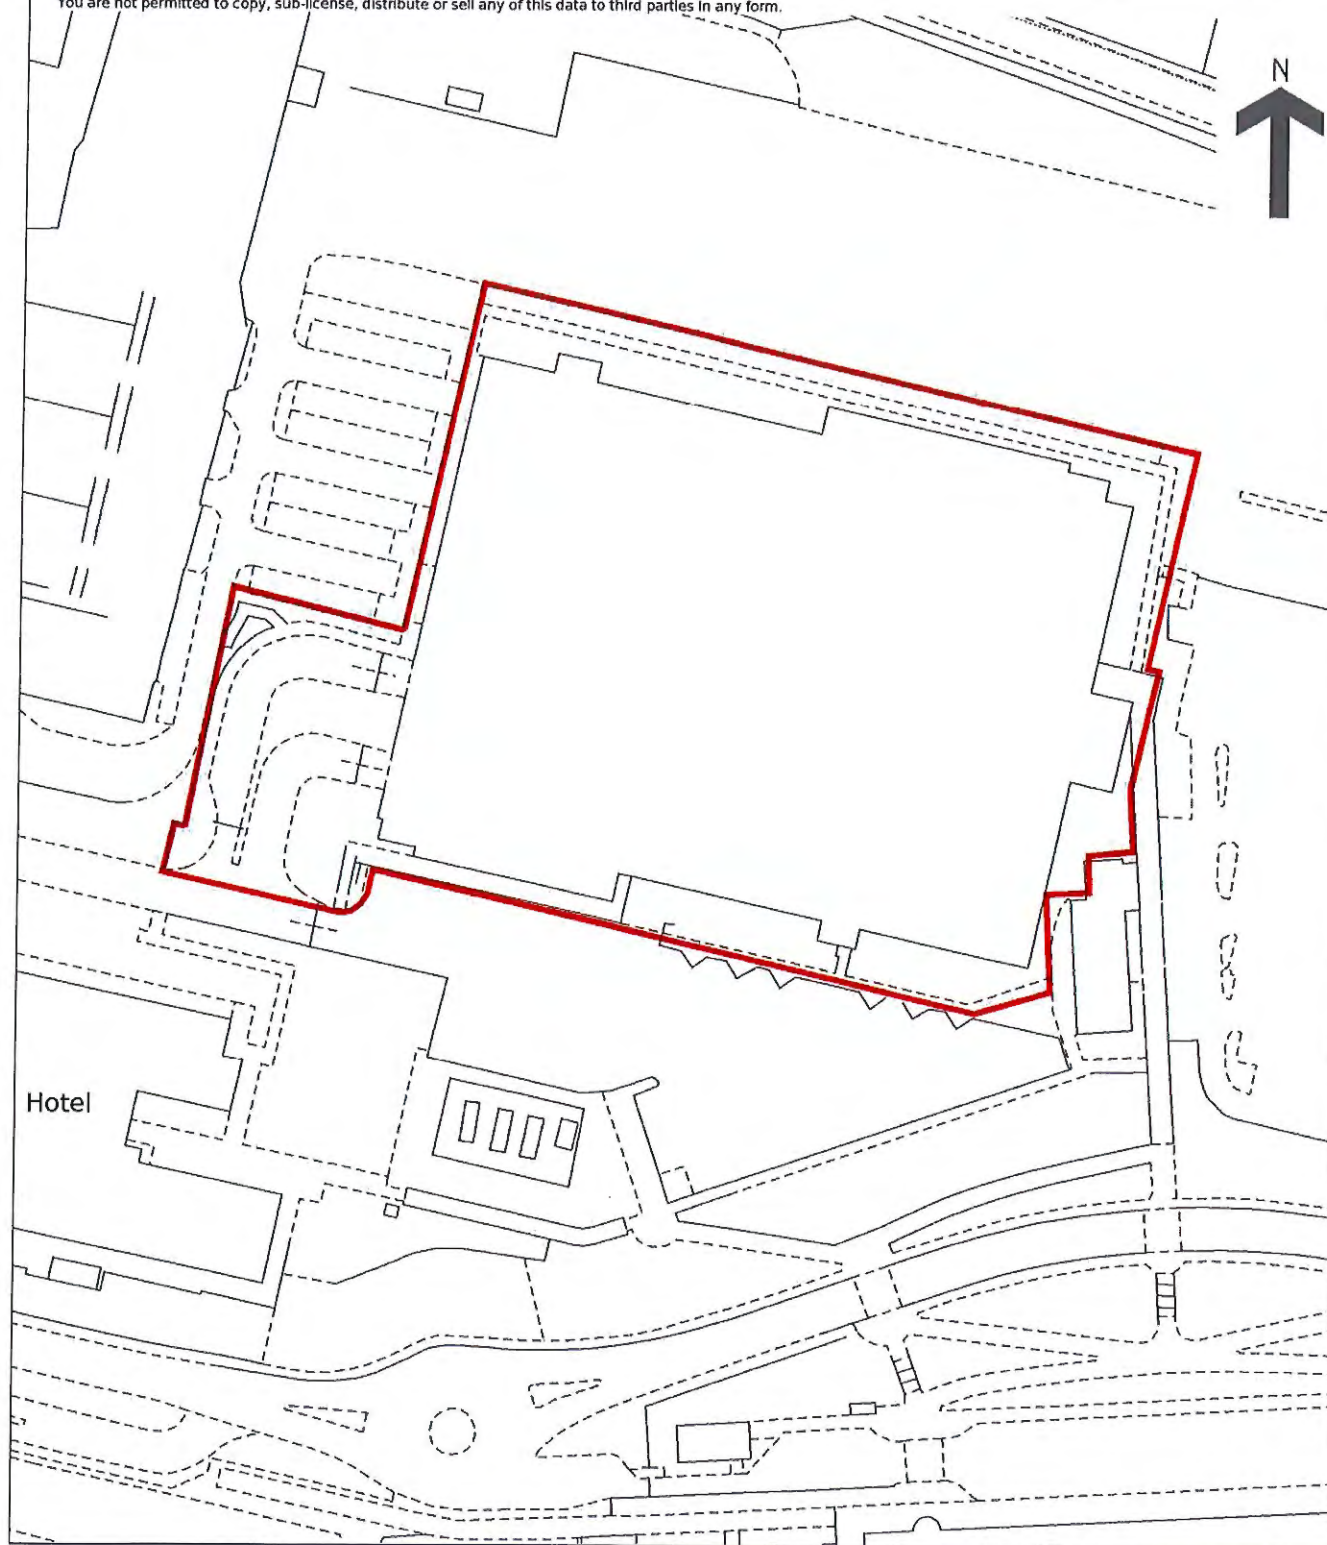 You are not permitted to copy, sub-license, distribute or sell any of this data to third parties in any form.
N
Hotel